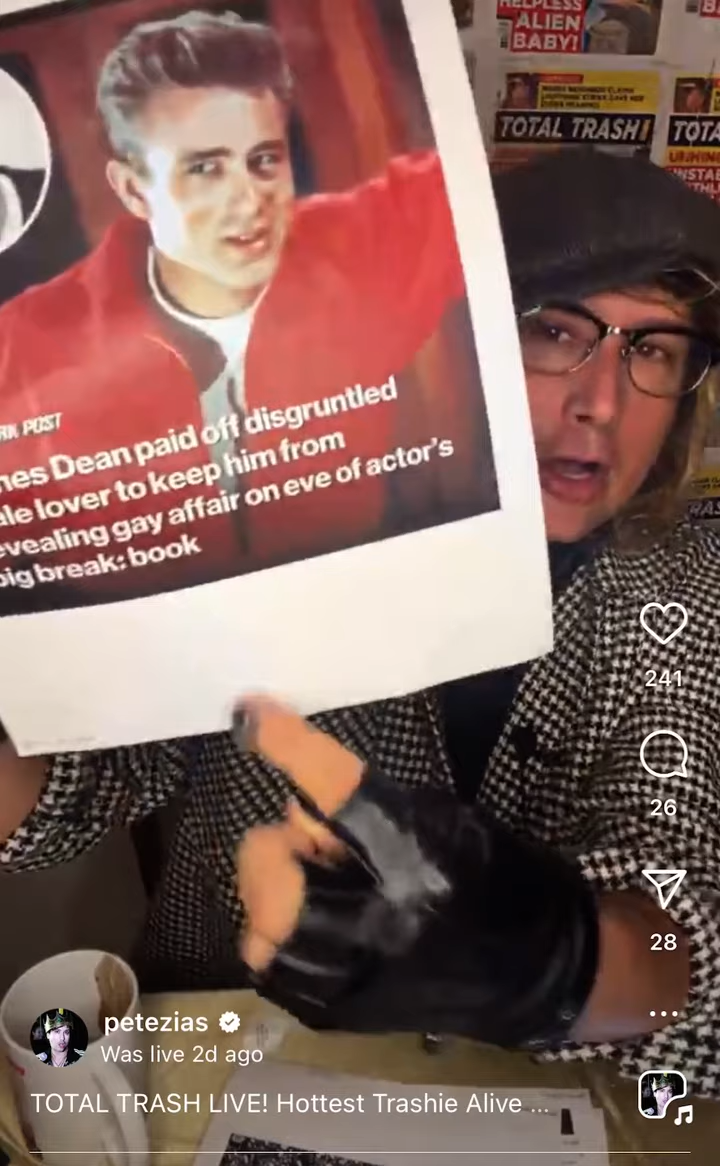 HELPLESS
ALIEN
BABY!
TOTAL TRASH!
TOTA
RK POST
nes Dean paid off disgruntled
ale lover to keep him from
evealing gay affair on eve of actor's
big break: book
241
26
28
petezias
Was live 2d ago
TOTAL TRASH LIVE! Hottest Trashie Alive ...